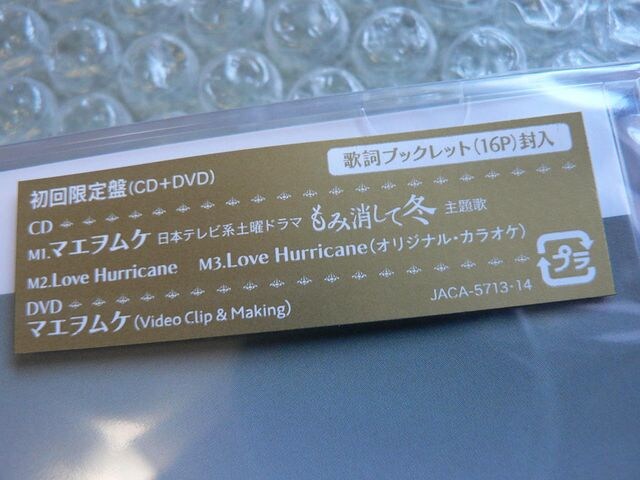 初回限定盤(CD+DVD)
歌詞ブックレット(16P)封入
CD
M1.マエヲムケ 日本テレビ系土曜ドラマ もみ消して冬 主題歌
M2.Love Hurricane M3.Love Hurricane(オリジナル・カラオケ)
DVD
マエヲムケ(Video Clip & Making)
JACA-5713・14
プラ